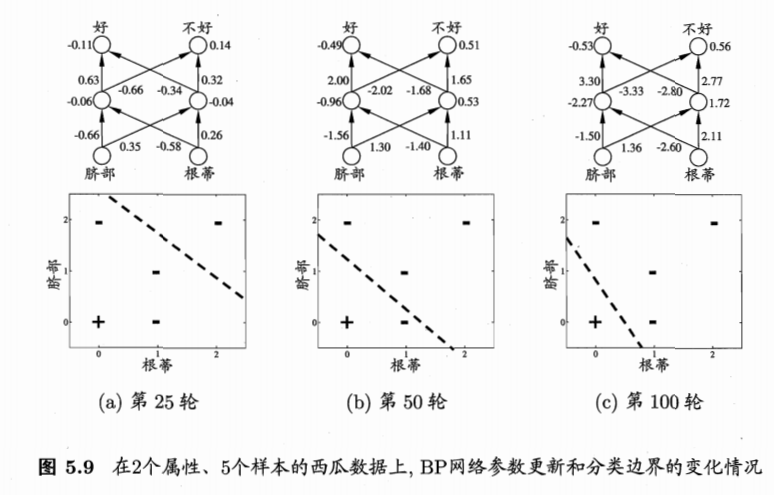 好 不好 好 不好 好 不好
-0.11 0.14 -0.49 0.51 -0.53 0.56
0.63 -0.66 -0.34 0.32 2.00 -2.02 -1.68 1.65 3.30 -3.33 -2.80 2.77
-0.06 -0.04 -0.96 0.53 -2.27 1.72
-0.66 0.35 -0.58 0.26 -1.56 1.30 -1.40 1.11 -1.50 1.36 -2.60 2.11
脐部 根蒂 脐部 根蒂 脐部 根蒂
2 2 2
脐部 1 脐部 1 脐部 1
0 0 0
0 1 2 0 1 2 0 1 2
根蒂 根蒂 根蒂
(a) 第 25 轮 (b) 第 50 轮 (c) 第 100 轮
图 5.9 在2个属性、5个样本的西瓜数据上, BP网络参数更新和分类边界的变化情况